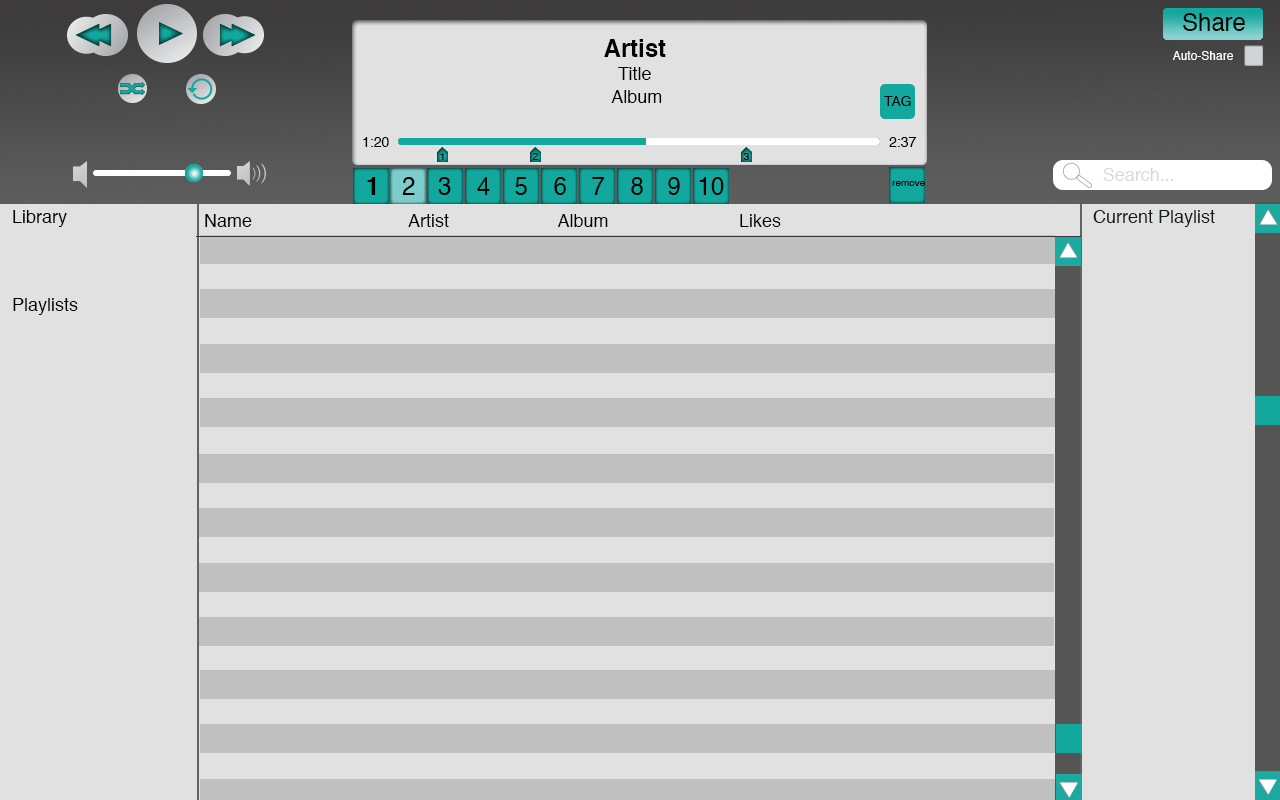 Artist
Title
Album
TAG
1:20
2:37
1
2
3
1 2 3 4 5 6 7 8 9 10
remove
Share
Auto-Share
Search...
Library
Playlists
Name Artist Album Likes
Current Playlist